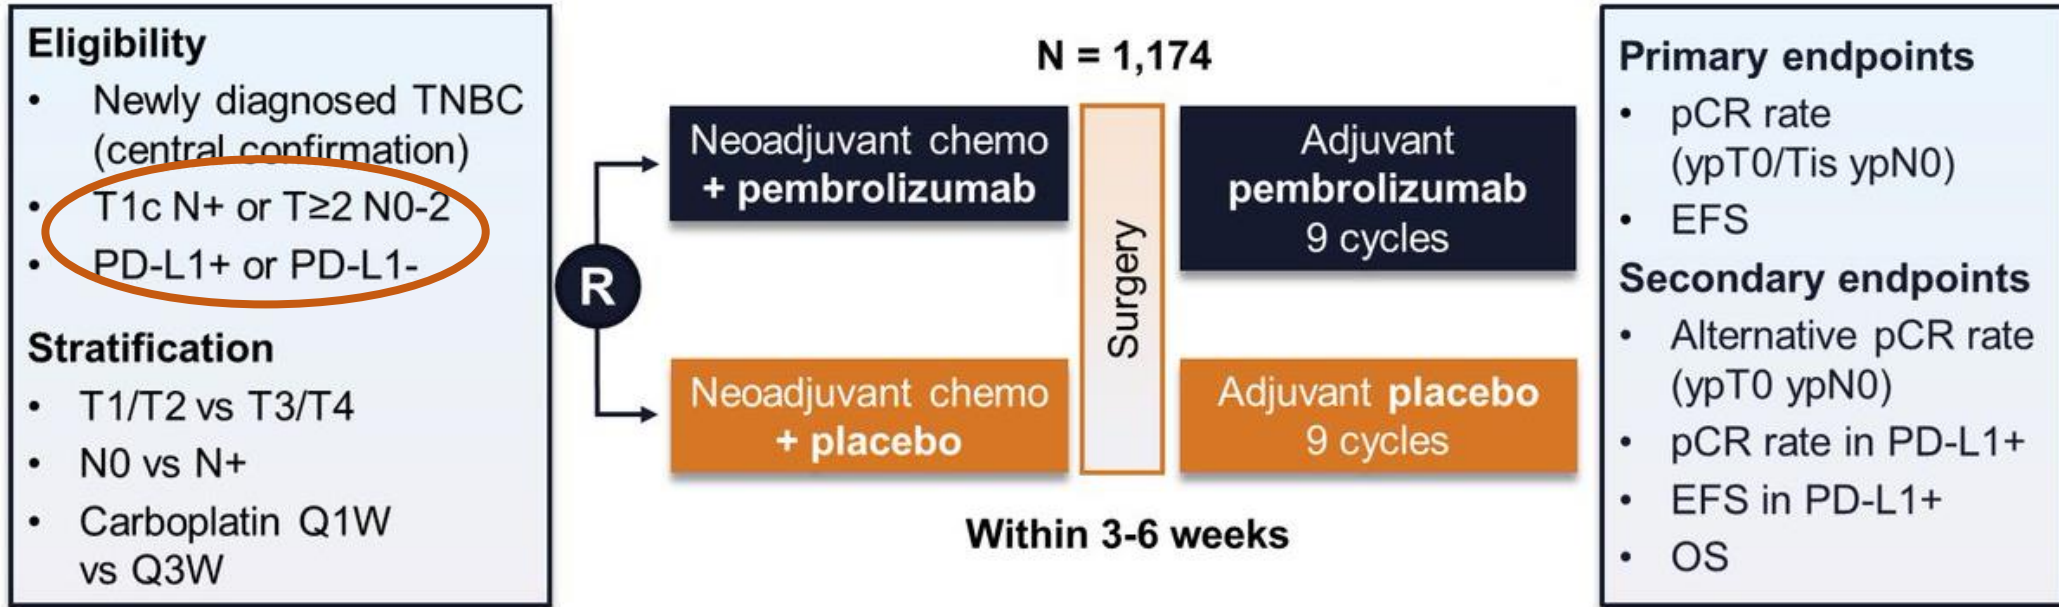 Eligibility
• Newly diagnosed TNBC
(central confirmation)
• T1c N+ or T≥2 N0-2
• PD-L1+ or PD-L1-
Stratification
• T1/T2 vs T3/T4
• N0 vs N+
• Carboplatin Q1W
vs Q3W
R
N = 1,174
Neoadjuvant chemo
+ pembrolizumab
Neoadjuvant chemo
+ placebo
Surgery
Adjuvant
pembrolizumab
9 cycles
Adjuvant placebo
9 cycles
Within 3-6 weeks
Primary endpoints
• pCR rate
(ypT0/Tis ypN0)
• EFS
Secondary endpoints
• Alternative pCR rate
(ypT0 ypN0)
• pCR rate in PD-L1+
• EFS in PD-L1+
• OS